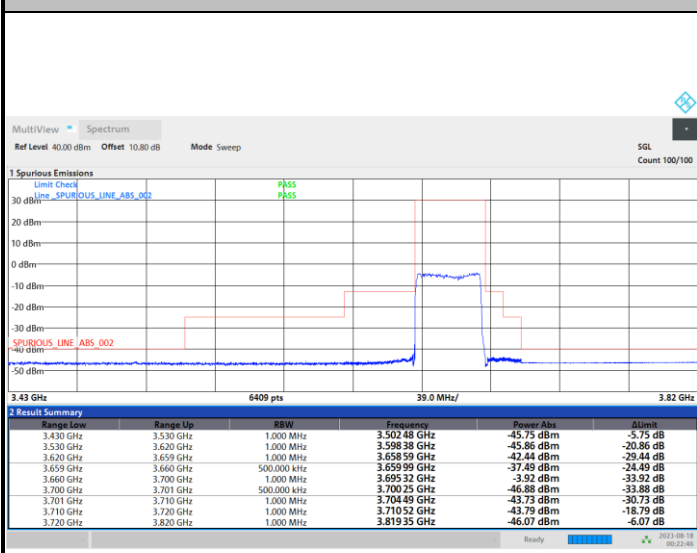 MultiView Spectrum
Ref Level 40.00 dBm Offset 10.80 dB Mode Sweep SGL
Count 100/100
1 Spurious Emissions
Limit Check PASS
Line _SPURIOUS_LINE_ABS_002 PASS
30 dBm
20 dBm
10 dBm
0 dBm
-10 dBm
-20 dBm
-30 dBm
SPURIOUS_LINE_ABS_002
-40 dBm
-50 dBm
3.43 GHz 6409 pts 39.0 MHz/ 3.82 GHz
2 Result Summary
Range Low Range Up RBW Frequency Power Abs ΔLimit
3.430 GHz 3.530 GHz 1.000 MHz 3.502 48 GHz -45.75 dBm -5.75 dB
3.530 GHz 3.620 GHz 1.000 MHz 3.598 38 GHz -45.86 dBm -20.86 dB
3.620 GHz 3.659 GHz 1.000 MHz 3.658 59 GHz -42.44 dBm -29.44 dB
3.659 GHz 3.660 GHz 500.000 kHz 3.659 99 GHz -37.49 dBm -24.49 dB
3.660 GHz 3.700 GHz 1.000 MHz 3.695 32 GHz -3.92 dBm -33.92 dB
3.700 GHz 3.701 GHz 500.000 kHz 3.700 25 GHz -46.88 dBm -33.88 dB
3.701 GHz 3.710 GHz 1.000 MHz 3.704 49 GHz -43.73 dBm -30.73 dB
3.710 GHz 3.720 GHz 1.000 MHz 3.710 52 GHz -43.79 dBm -18.79 dB
3.720 GHz 3.820 GHz 1.000 MHz 3.819 35 GHz -46.07 dBm -6.07 dB
Ready 2023-08-18
00:22:46